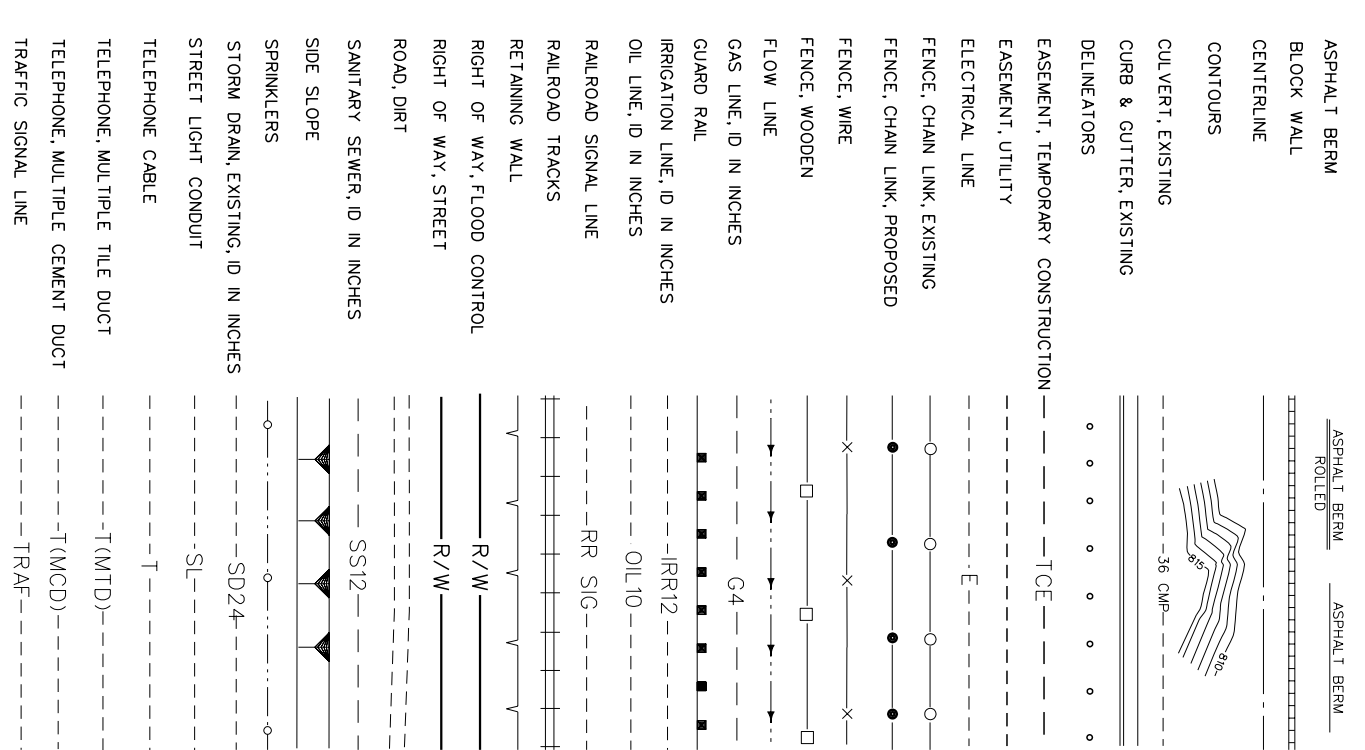 ASPHALT BERM
ASPHALT BERM
ROLLED
ASPHALT BERM
BLOCK WALL
CENTERLINE
CONTOURS
815
810
CULVERT, EXISTING
36 CMP
CURB & GUTTER, EXISTING
DELINEATORS
EASEMENT, TEMPORARY CONSTRUCTION
TCE
EASEMENT, UTILITY
ELECTRICAL LINE
E
FENCE, CHAIN LINK, EXISTING
FENCE, CHAIN LINK, PROPOSED
FENCE, WIRE
FENCE, WOODEN
FLOW LINE
GAS LINE, ID IN INCHES
G4
GUARD RAIL
IRRIGATION LINE, ID IN INCHES
IRR12
OIL LINE, ID IN INCHES
OIL10
RAILROAD SIGNAL LINE
RR SIG
RAILROAD TRACKS
RETAINING WALL
RIGHT OF WAY, FLOOD CONTROL
R/W
RIGHT OF WAY, STREET
R/W
ROAD, DIRT
SANITARY SEWER, ID IN INCHES
SS12
SIDE SLOPE
SPRINKLERS
STORM DRAIN, EXISTING, ID IN INCHES
SD24
STREET LIGHT CONDUIT
SL
TELEPHONE CABLE
T
TELEPHONE, MULTIPLE TILE DUCT
T(MTD)
TELEPHONE, MULTIPLE CEMENT DUCT
T(MCD)
TRAFFIC SIGNAL LINE
TRAF